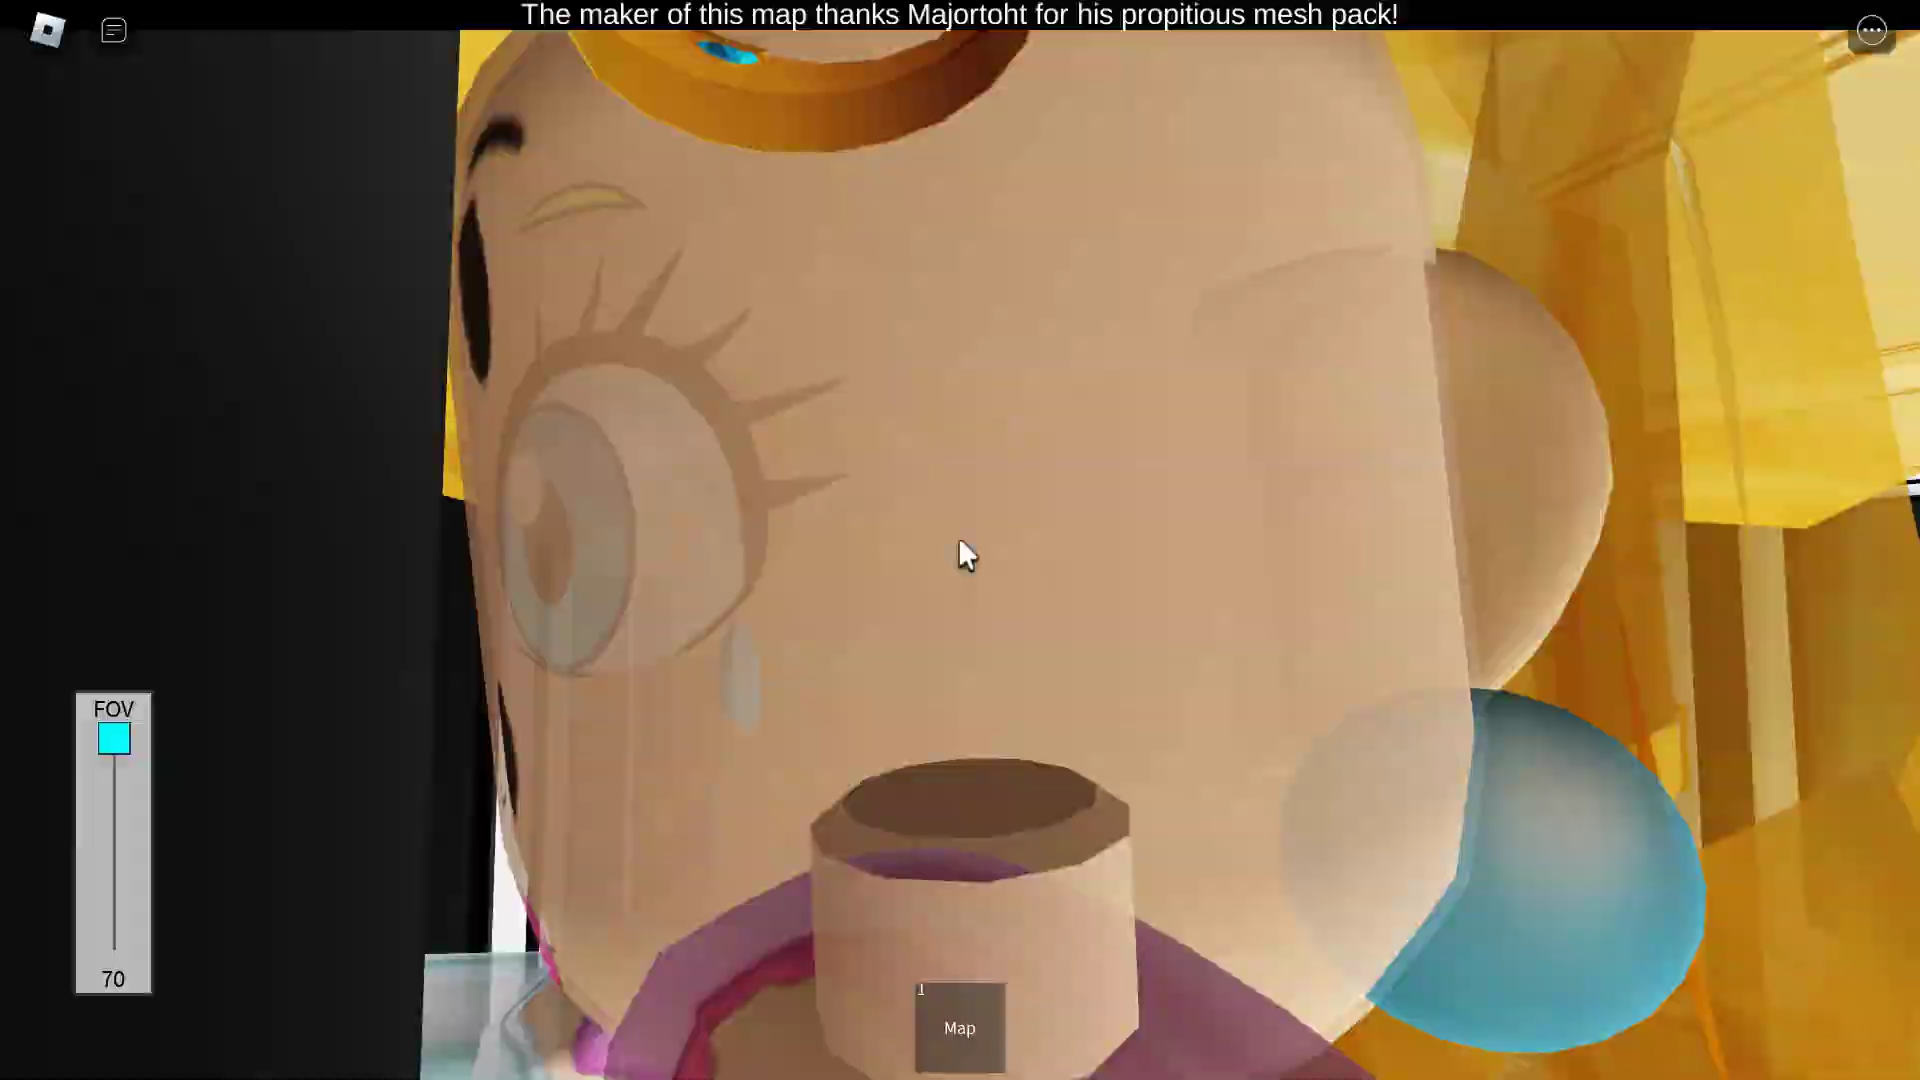 The maker of this map thanks Majortoht for his propitious mesh pack!
FOV
70
1
Map